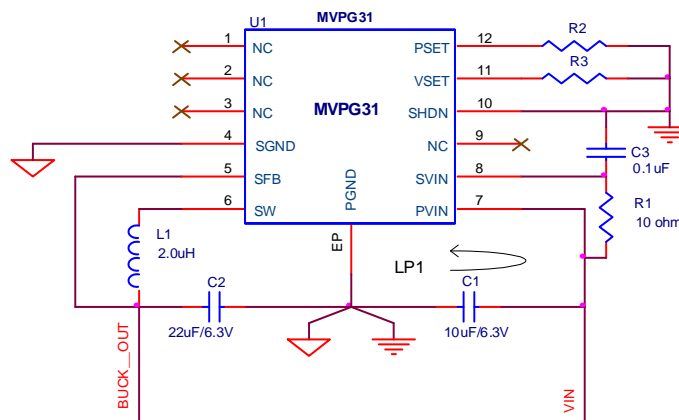 U1
MVPG31
1
NC
2
NC
3
NC
4
SGND
5
SFB
6
SW
MVPG31
PGND
EP
PSET
12
VSET
11
SHDN
10
NC
9
SVIN
8
PVIN
7
R2
R3
C3
0.1uF
R1
10 ohm
L1
2.0uH
LP1
C2
22uF/6.3V
C1
10uF/6.3V
BUCK__OUT
VIN